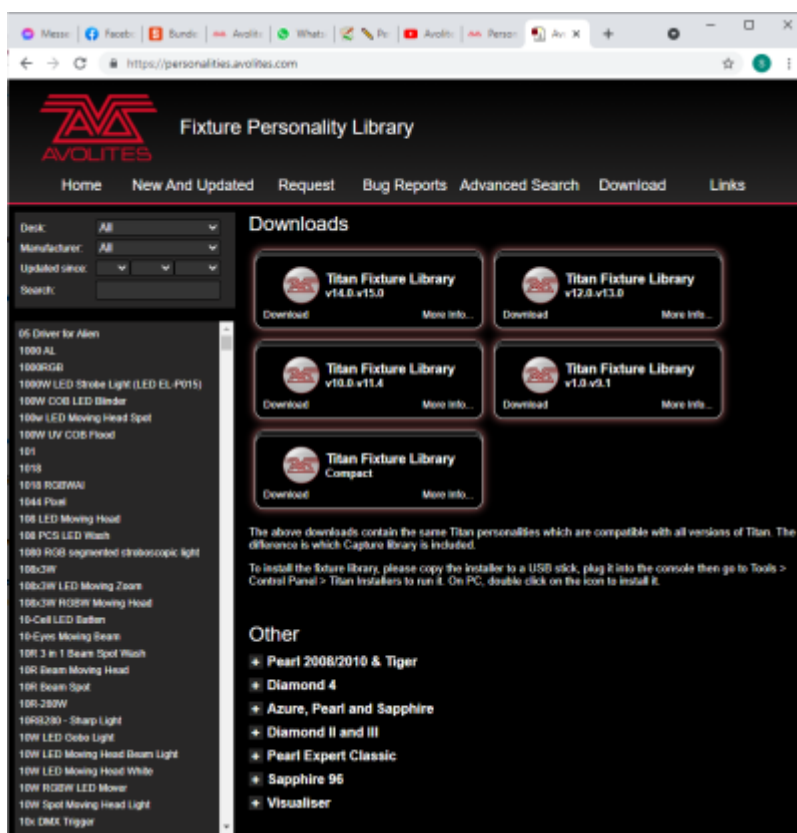 Messe
Facebo
Bundle
Avolite
Whats
Avolite
Person
Avo
https://personalities.avolites.com
S
AVOLITES
Fixture Personality Library
Home New And Updated Request Bug Reports Advanced Search Download Links
Desk: All
Manufacturer: All
Updated since:
Search:
05 Driver for Alien
1000 AL
1000RGB
1000W LED Strobe Light (LED EL-P015)
100W COB LED Blinder
100w LED Moving Head Spot
100W UV COB Flood
101
1018
1018 RGBWAI
1044 Pixel
108 LED Moving Head
108 PCS LED Wash
1080 RGB segmented stroboscopic light
108x3W
108x3W LED Moving Zoom
108x3W RGBW Moving Head
10-Cell LED Batten
10-Eyes Moving Beam
10R 3 in 1 Beam Spot Wash
10R Beam Moving Head
10R Beam Spot
10R-280W
10RB280 - Sharp Light
10W LED Gobo Light
10W LED Moving Head Beam Light
10W LED Moving Head White
10W RGBW LED Mover
10W Spot Moving Head Light
10x DMX Trigger
Downloads
Titan Fixture Library
v14.0-v15.0
Download More Info...
Titan Fixture Library
v12.0-v13.0
Download More Info...
Titan Fixture Library
v10.0-v11.4
Download More Info...
Titan Fixture Library
v1.0-v9.1
Download More Info...
Titan Fixture Library
Compact
Download More Info...
The above downloads contain the same Titan personalities which are compatible with all versions of Titan. The
difference is which Capture library is included.
To install the fixture library, please copy the installer to a USB stick, plug it into the console then go to Tools >
Control Panel > Titan Installers to run it. On PC, double click on the icon to install it.
Other
+ Pearl 2008/2010 & Tiger
+ Diamond 4
+ Azure, Pearl and Sapphire
+ Diamond II and III
+ Pearl Expert Classic
+ Sapphire 96
+ Visualiser